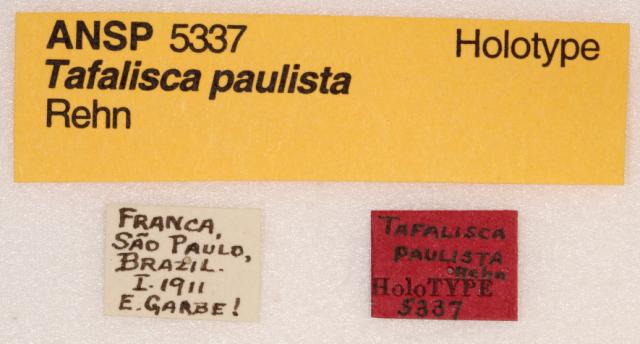 ANSP 5337 Holotype
Tafalisca paulista
Rehn
FRANCA,
SÃO PAULO,
BRAZIL.
I-1911
E. GARBE!
TAFALISCA
PAULISTA
Rehn
HoloTYPE
5337